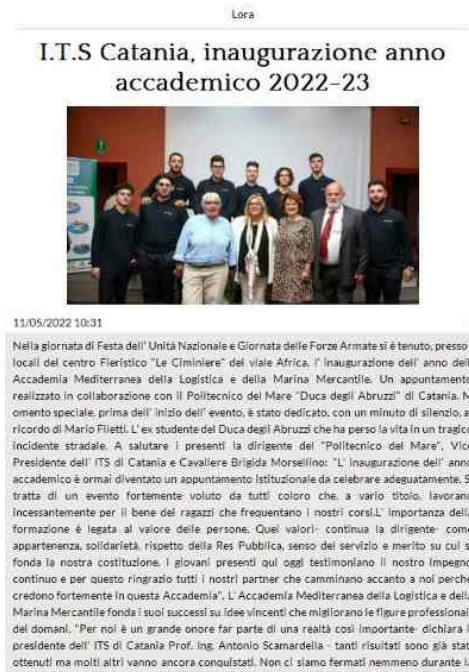 Lora
I.T.S Catania, inaugurazione anno
accademico 2022-23
11/05/2022 10:31
Nella giornata di Festa dell' Unità Nazionale e Giornata delle Forze Armate si è tenuto, presso
locali del centro Fieristico "Le Ciminiere" del viale Africa, l' inaugurazione dell' anno dell
Accademia Mediterranea della Logistica e della Marina Mercantile. Un appuntamento
realizzato in collaborazione con il Politecnico del Mare "Duca degli Abruzzi" di Catania. M
omento speciale, prima dell' inizio dell' evento, è stato dedicato, con un minuto di silenzio, a
ricordo di Mario Filetti. L' ex studente del Duca degli Abruzzi che ha perso la vita in un tragico
incidente stradale. A salutare i presenti la dirigente del "Politecnico del Mare", Vice
Presidente dell' ITS di Catania e Cavaliere Brigida Morsellino: "L' inaugurazione dell' anno
accademico è ormai diventato un appuntamento istituzionale da celebrare adeguatamente. S
tratta di un evento fortemente voluto da tutti coloro che, a vario titolo, lavorano
incessantemente per il bene dei ragazzi che frequentano i nostri corsi.L' importanza della
formazione è legata al valore delle persone. Quei valori- continua la dirigente- come
appartenenza, solidarietà, rispetto della Res Pubblica, senso del servizio e merito su cui s
fonda la nostra costituzione. I giovani presenti qui oggi testimoniano il nostro impegno
continuo e per questo ringrazio tutti i nostri partner che camminano accanto a noi perché
credono fortemente in questa Accademia". L' Accademia Mediterranea della Logistica e della
Marina Mercantile fonda i suoi successi su idee vincenti che migliorano le figure professional
del domani. "Per noi è un grande onore far parte di una realtà così importante- dichiara i
presidente dell' ITS di Catania Prof. Ing. Antonio Scamardella - tanti risultati sono già stat
ottenuti ma molti altri vanno ancora conquistati. Non ci siamo fermati nemmeno durante u